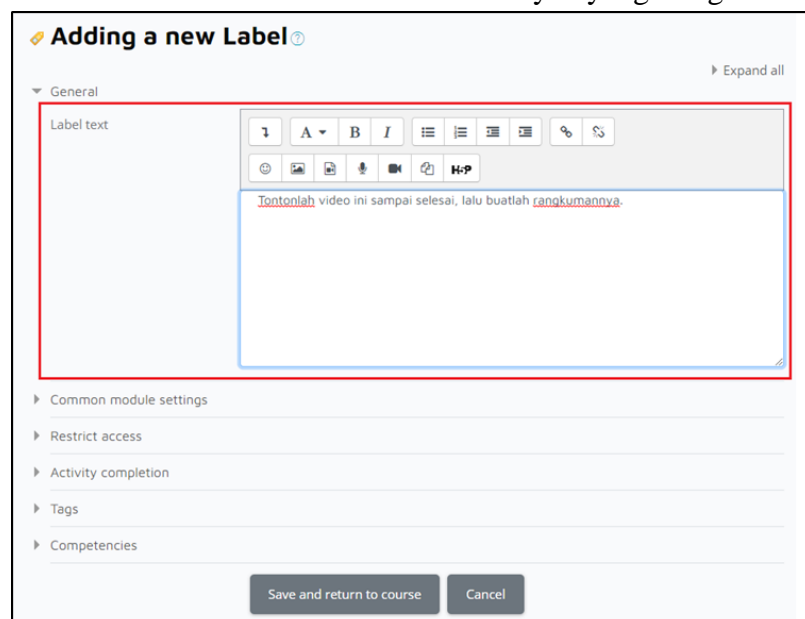 Adding a new Label
Expand all
General
Label text
A B I
H-P
Tontonlah video ini sampai selesai, lalu buatlah rangkumannya.
Common module settings
Restrict access
Activity completion
Tags
Competencies
Save and return to course Cancel